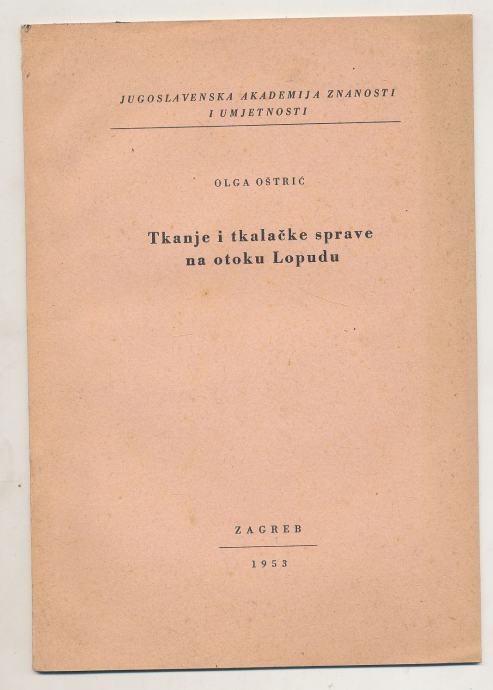 JUGOSLAVENSKA AKADEMIJA ZNANOSTI
I UMJETNOSTI
OLGA OŠTRIĆ
Tkanje i tkalačke sprave
na otoku Lopudu
ZAGREB
1953